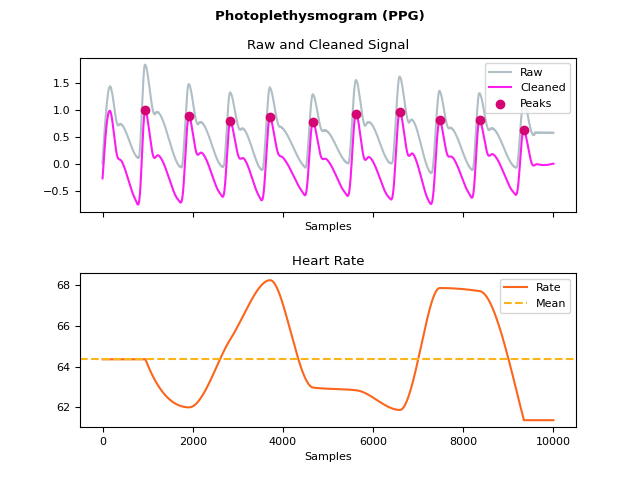 Photoplethysmogram (PPG)
Raw and Cleaned Signal
Raw
Cleaned
Peaks
1.5
1.0
0.5
0.0
−0.5
Samples
Heart Rate
Rate
Mean
68
66
64
62
0 2000 4000 6000 8000 10000
Samples